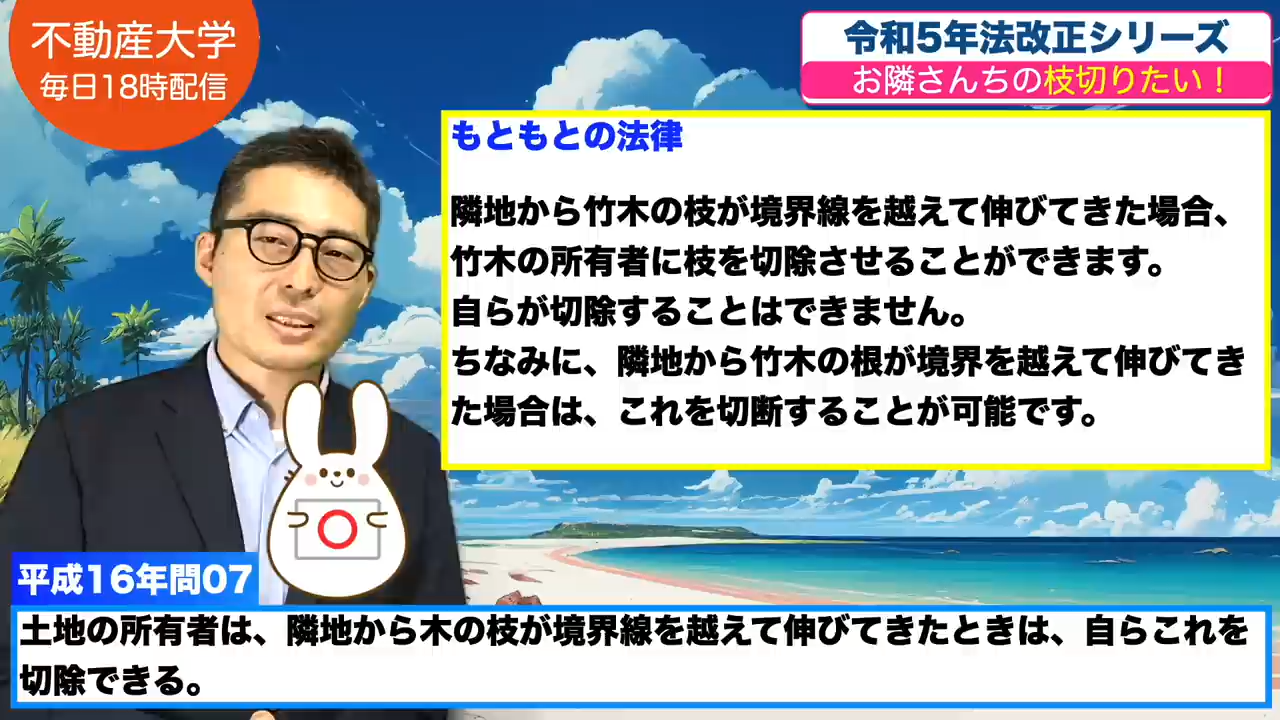 不動産大学
毎日18時配信
令和5年法改正シリーズ
お隣さんちの枝切りたい！
もともとの法律
隣地から竹木の枝が境界線を越えて伸びてきた場合、
竹木の所有者に枝を切除させることができます。
自らが切除することはできません。
ちなみに、隣地から竹木の根が境界を越えて伸びてき
た場合は、これを切断することが可能です。
平成16年問07
土地の所有者は、隣地から木の枝が境界線を越えて伸びてきたときは、自らこれを
切除できる。